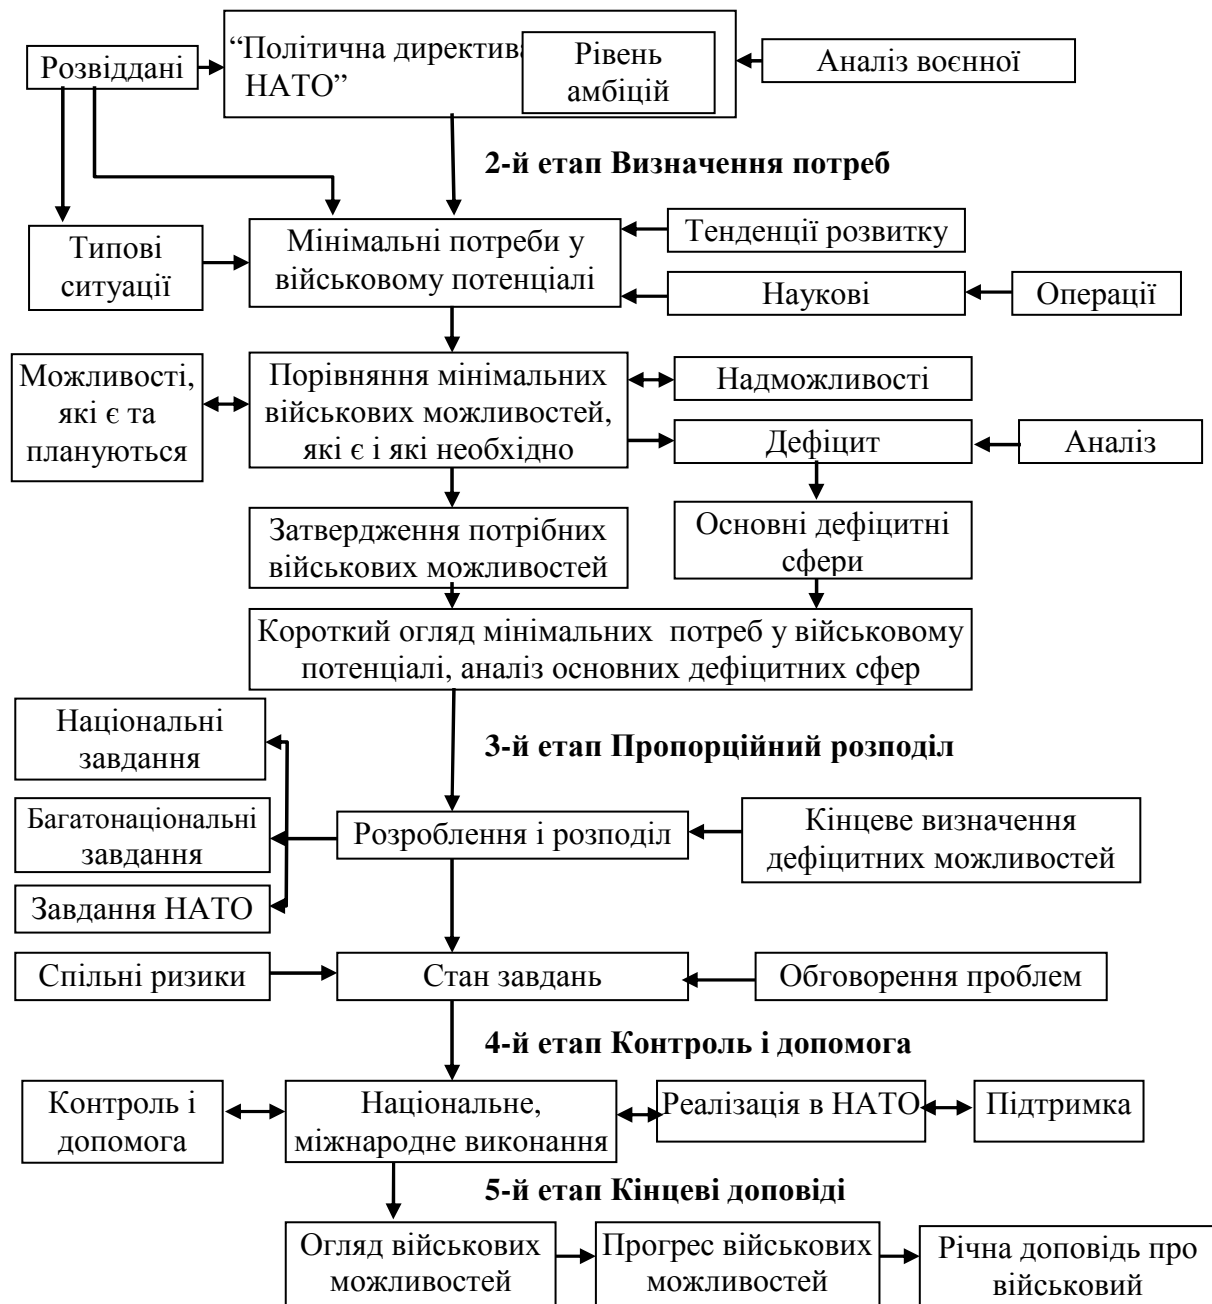 Розвіддані
“Політична директива
НАТО”
Рівень
амбіцій
Аналіз воєнної
2-й етап Визначення потреб
Типові
ситуації
Мінімальні потреби у
військовому потенціалі
Тенденції розвитку
Наукові
Операції
Можливості,
які є та
плануються
Порівняння мінімальних
військових можливостей,
які є і які необхідно
Надможливості
Дефіцит
Аналіз
Затвердження потрібних
військових можливостей
Основні дефіцитні
сфери
Короткий огляд мінімальних потреб у військовому
потенціалі, аналіз основних дефіцитних сфер
3-й етап Пропорційний розподіл
Національні
завдання
Багатонаціональні
завдання
Завдання НАТО
Розроблення і розподіл
Кінцеве визначення
дефіцитних можливостей
Спільні ризики
Стан завдань
Обговорення проблем
4-й етап Контроль і допомога
Контроль і
допомога
Національне,
міжнародне виконання
Реалізація в НАТО
Підтримка
5-й етап Кінцеві доповіді
Огляд військових
можливостей
Прогрес військових
можливостей
Річна доповідь про
військовий